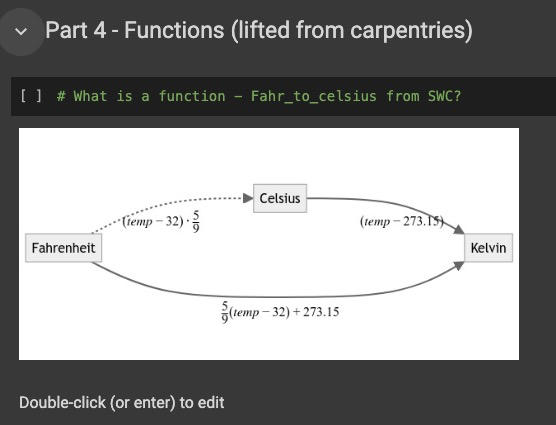 Part 4 - Functions (lifted from carpentries)
[ ] # What is a function - Fahr_to_celsius from SWC?
Celsius
(temp − 32) · 5/9
(temp − 273.15)
Fahrenheit
Kelvin
5/9(temp − 32) + 273.15
Double-click (or enter) to edit